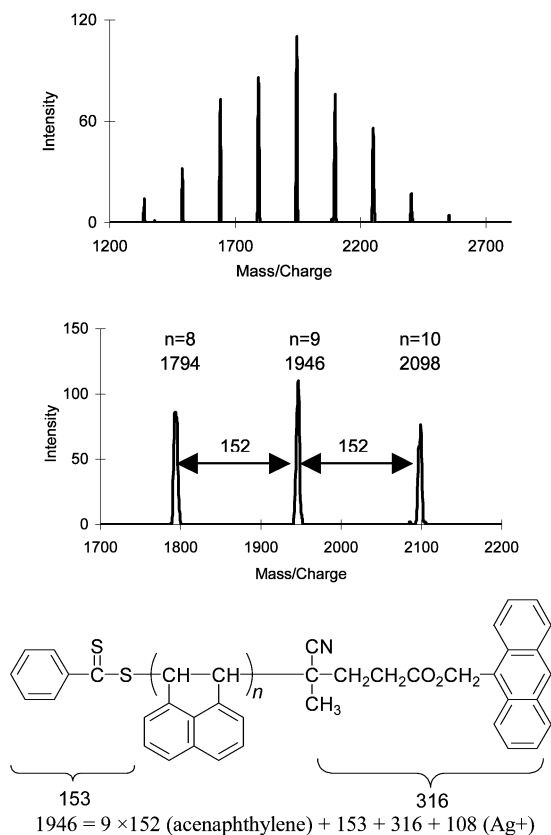 120
60
0
Intensity
1200 1700 2200 2700
Mass/Charge
150
100
50
0
Intensity
n=8 n=9 n=10
1794 1946 2098
152 152
1700 1800 1900 2000 2100 2200
Mass/Charge
S CN
C S CH CH n C CH2CH2CO2CH2
CH3
153 316
1946 = 9 ×152 (acenaphthylene) + 153 + 316 + 108 (Ag+)